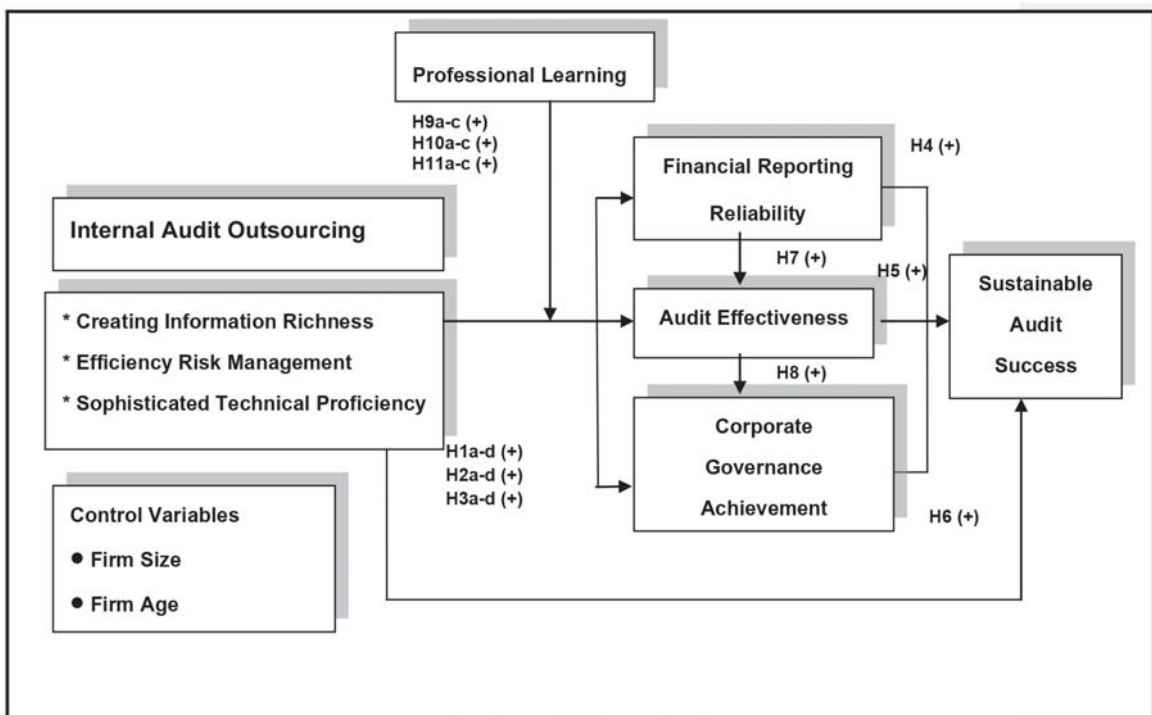 Professional Learning
H9a-c (+)
H10a-c (+)
H11a-c (+)
H4 (+)
Financial Reporting
Reliability
Internal Audit Outsourcing
H7 (+)
H5 (+)
Sustainable
Audit
Success
* Creating Information Richness
* Efficiency Risk Management
* Sophisticated Technical Proficiency
Audit Effectiveness
H8 (+)
Corporate
Governance
Achievement
H1a-d (+)
H2a-d (+)
H3a-d (+)
H6 (+)
Control Variables
● Firm Size
● Firm Age